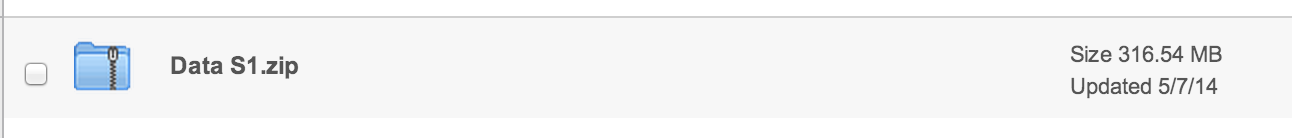 Data S1.zip
Size 316.54 MB
Updated 5/7/14